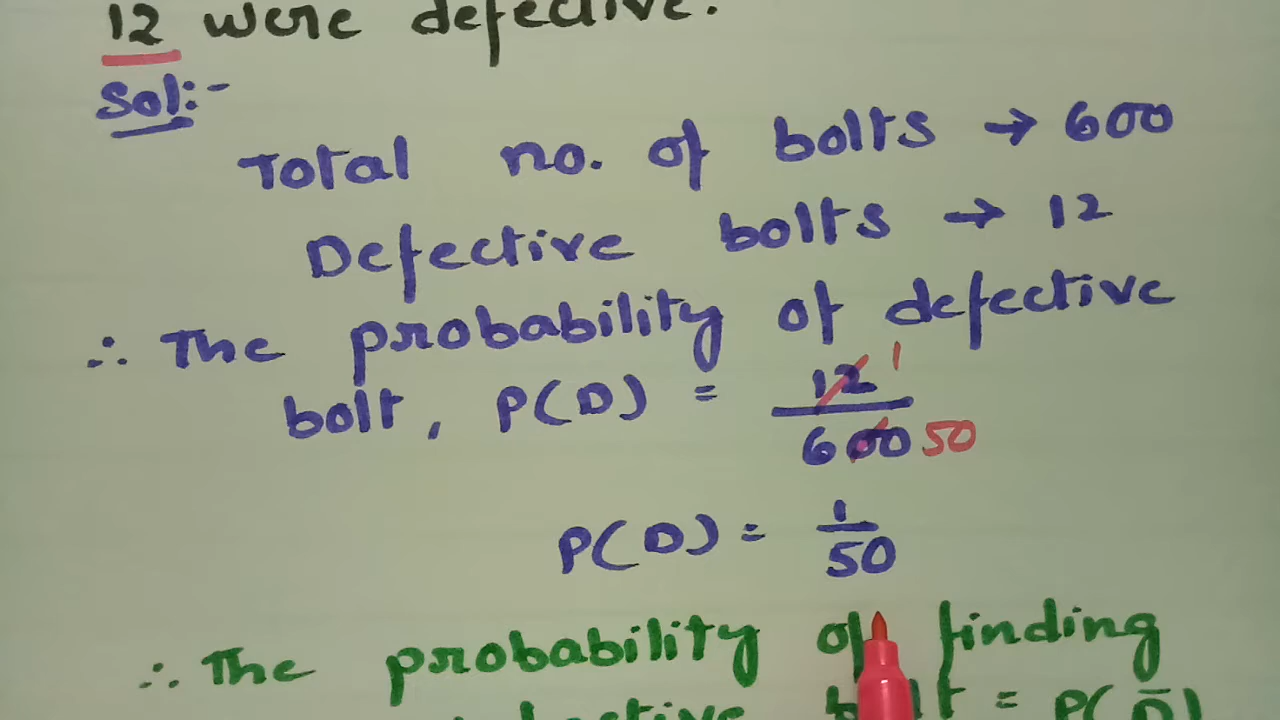 12 were defective.
Sol:-
Total no. of bolts → 600
Defective bolts → 12
∴ The probability of defective
bolt, P(D) = 12/600 1 50
P(D) = 1/50
∴ The probability of finding
= P(D̅)